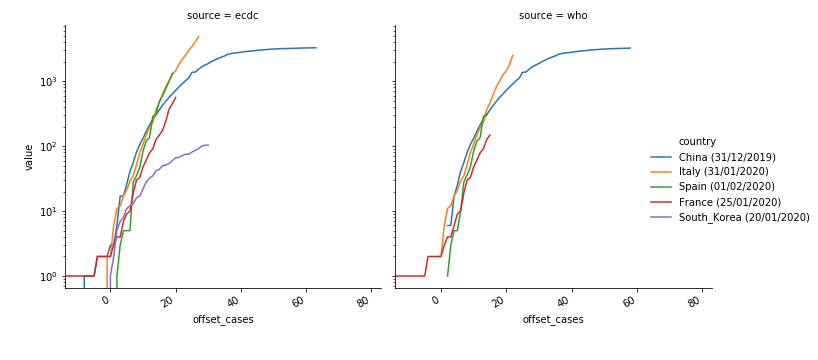 source = ecdc
source = who
10³
10²
10¹
10⁰
value
0
20
40
60
80
offset_cases
0
20
40
60
80
offset_cases
country
China (31/12/2019)
Italy (31/01/2020)
Spain (01/02/2020)
France (25/01/2020)
South_Korea (20/01/2020)